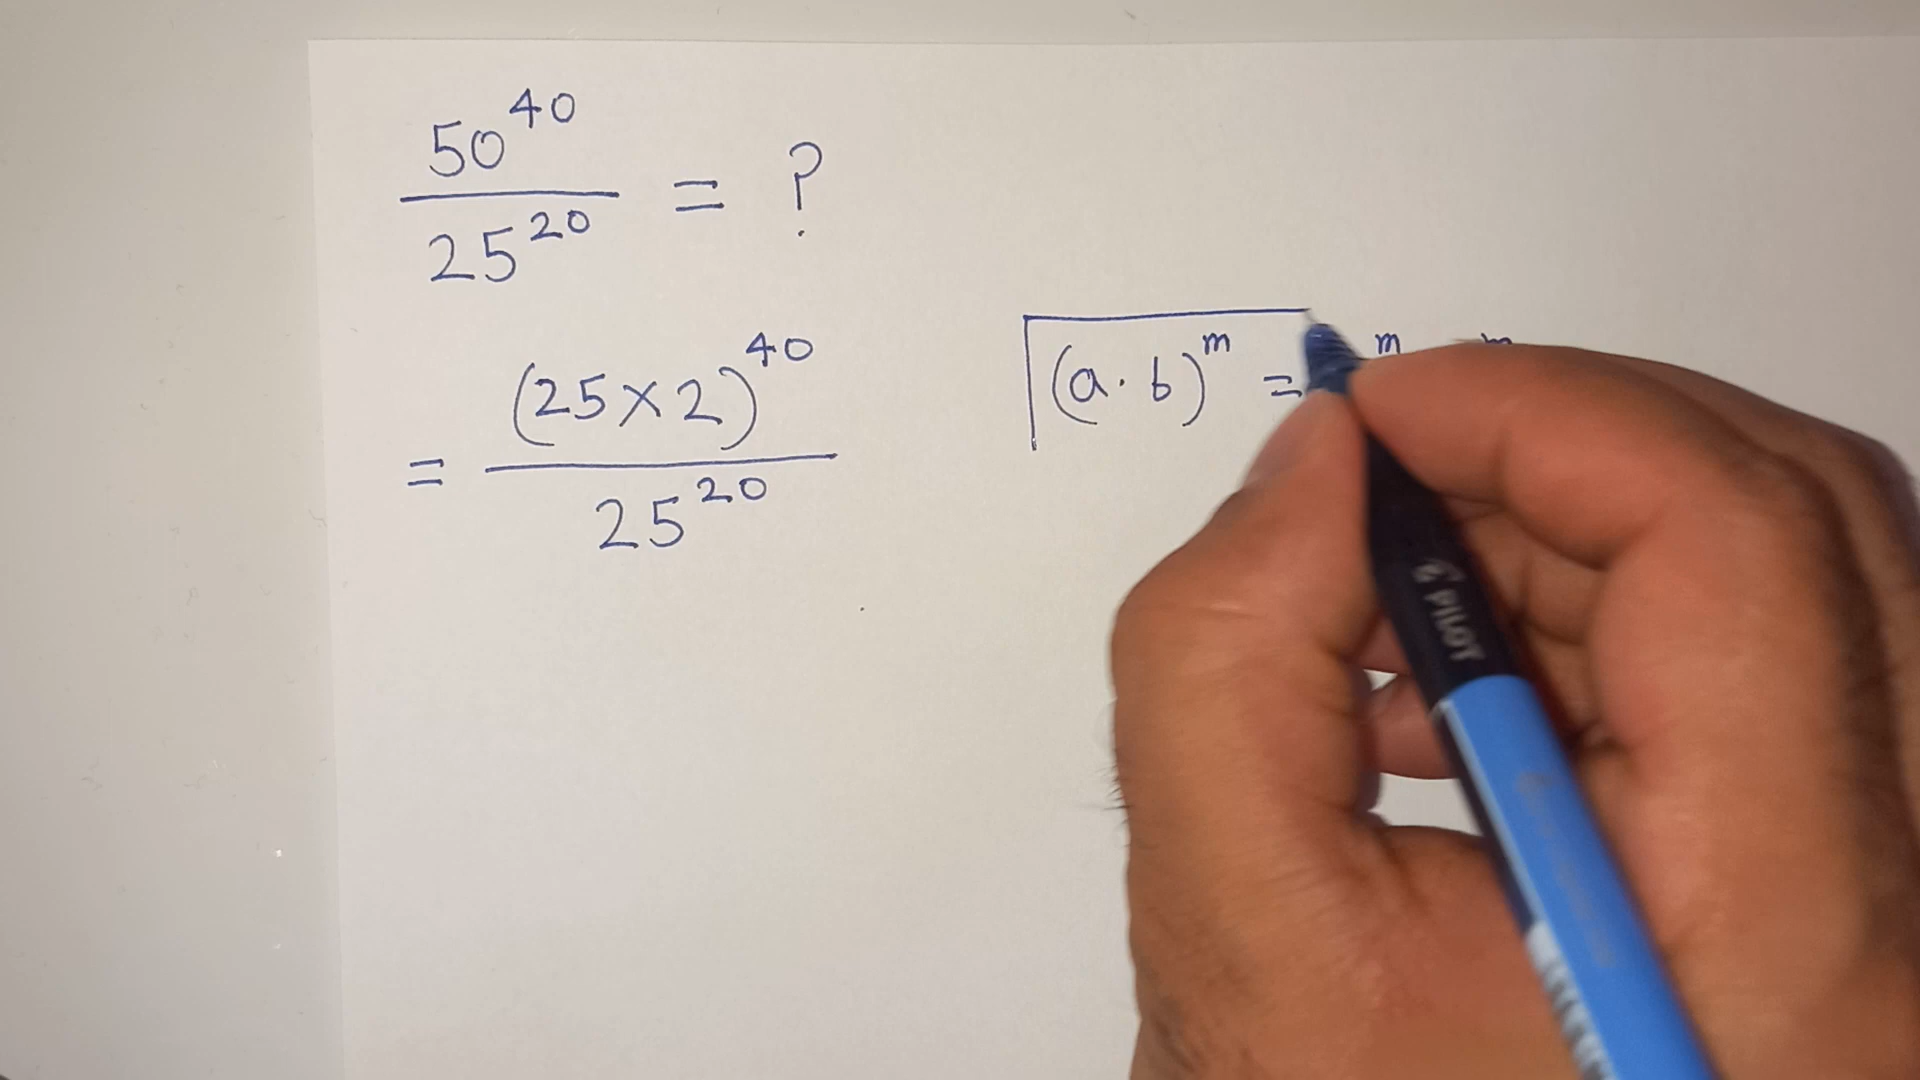 50^40
25^20
= ?
= (25×2)^40
25^20
(a·b)^m = ^m
PILOT